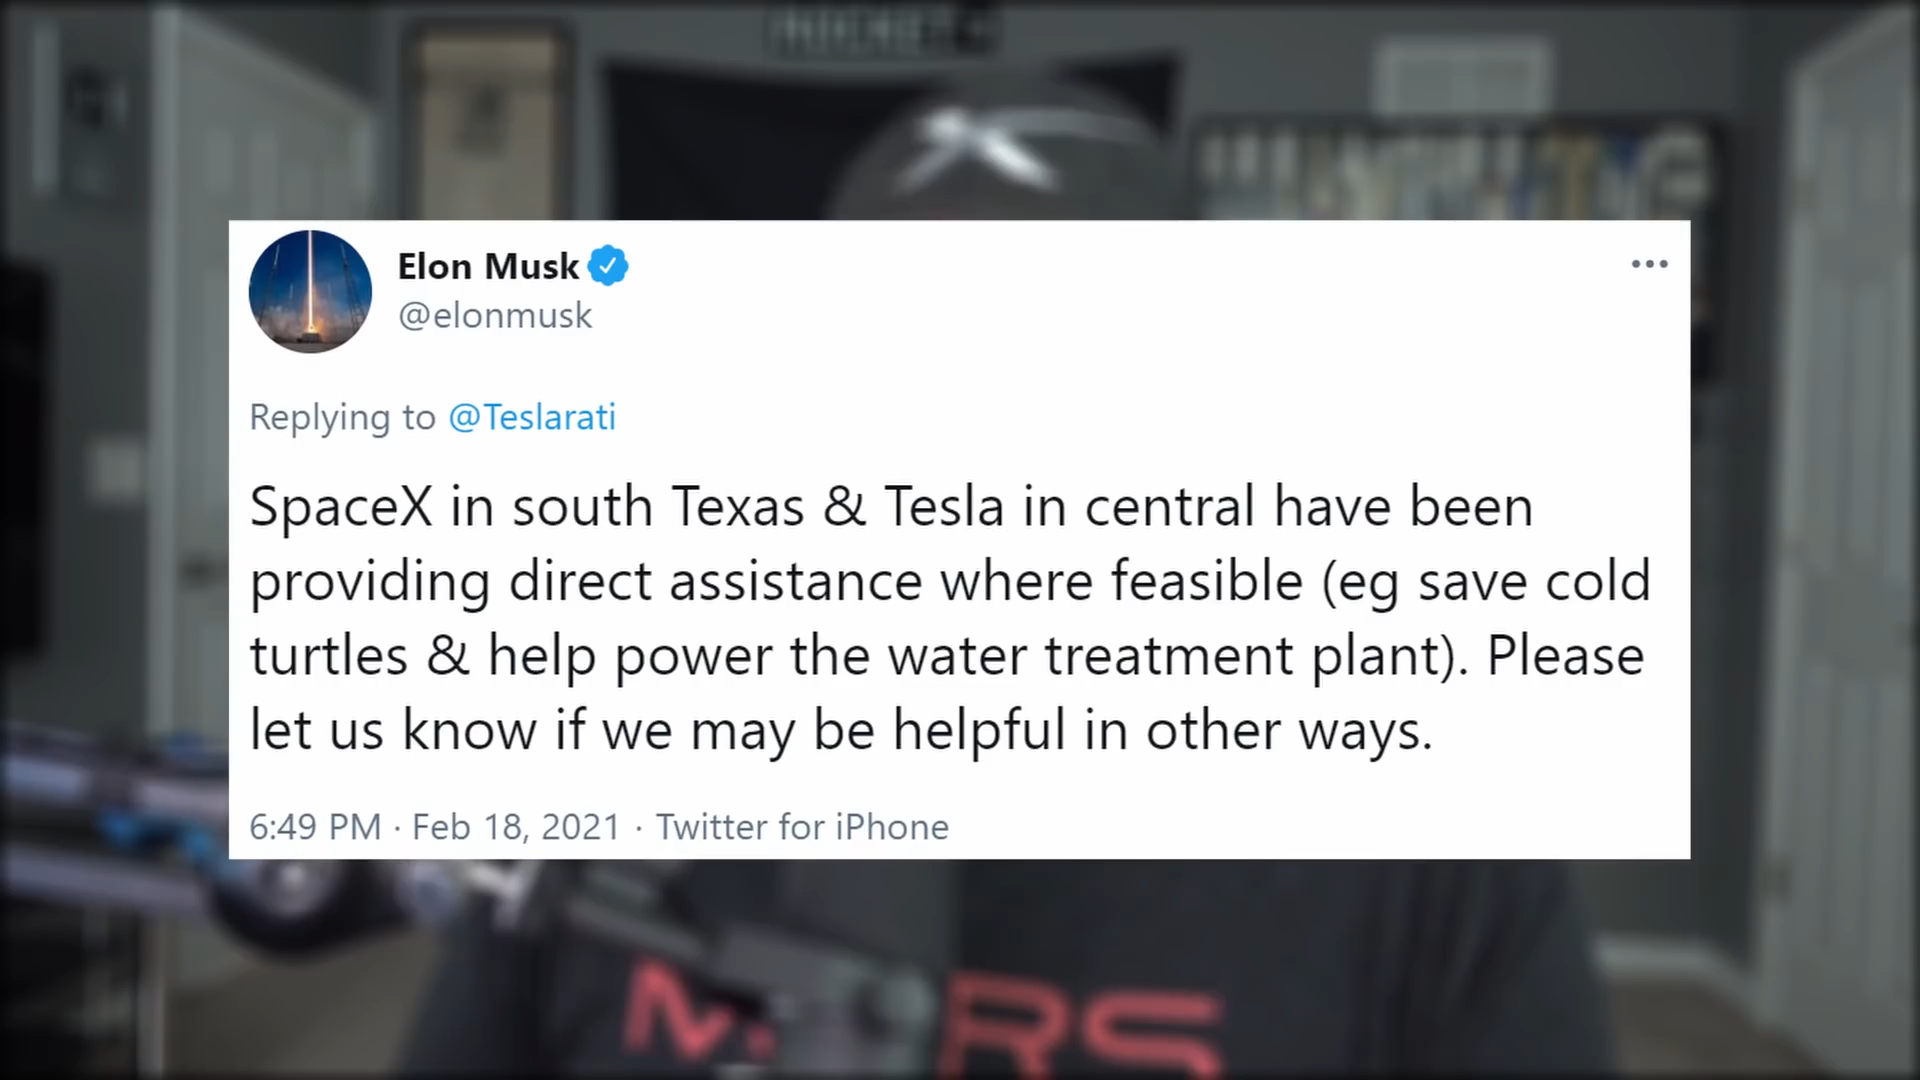 Elon Musk
@elonmusk
Replying to @Teslarati
SpaceX in south Texas & Tesla in central have been
providing direct assistance where feasible (eg save cold
turtles & help power the water treatment plant). Please
let us know if we may be helpful in other ways.
6:49 PM · Feb 18, 2021 · Twitter for iPhone